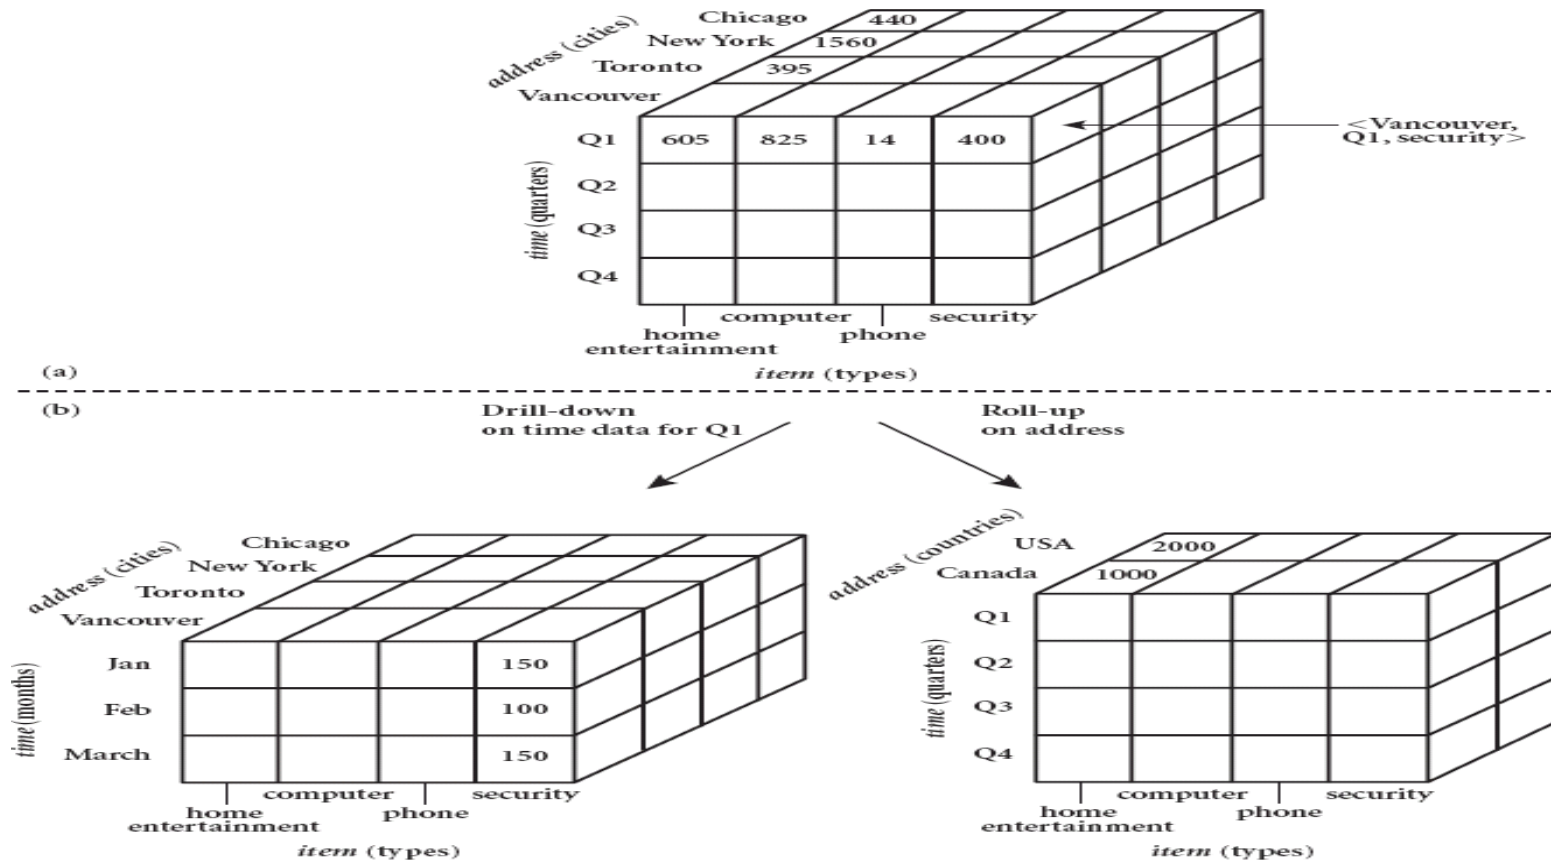 address (cities)
Chicago 440
New York 1560
Toronto 395
Vancouver
Q1 605 825 14 400
<Vancouver,
Q1, security>
time (quarters)
Q2
Q3
Q4
computer security
home phone
entertainment
item (types)
(a)
(b)
Drill-down
on time data for Q1
Roll-up
on address
address (cities)
Chicago
New York
Toronto
Vancouver
time (months)
Jan 150
Feb 100
March 150
computer security
home phone
entertainment
item (types)
address (countries)
USA 2000
Canada 1000
time (quarters)
Q1
Q2
Q3
Q4
computer security
home phone
entertainment
item (types)